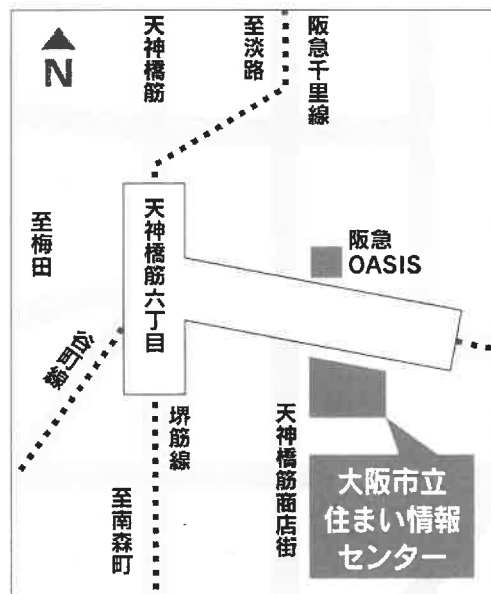 N
天神橋筋
至淡路
阪急千里線
天神橋筋六丁目
至梅田
阪急
OASIS
谷町線
堺筋線
至南森町
天神橋筋商店街
大阪市立
住まい情報
センター